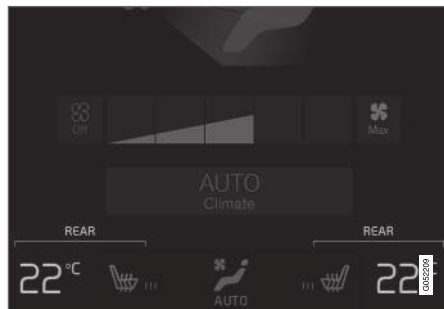 Off
Max
AUTO
Climate
REAR REAR
22°C 22°C
AUTO
G052209